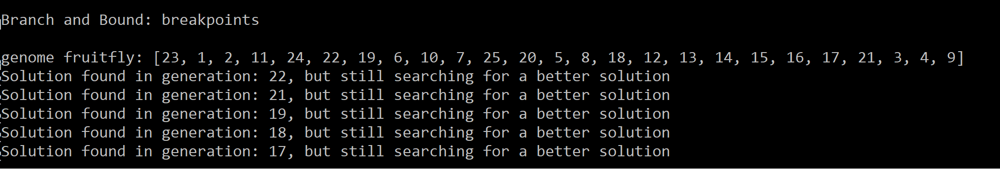 Branch and Bound: breakpoints
genome fruitfly: [23, 1, 2, 11, 24, 22, 19, 6, 10, 7, 25, 20, 5, 8, 18, 12, 13, 14, 15, 16, 17, 21, 3, 4, 9]
Solution found in generation: 22, but still searching for a better solution
Solution found in generation: 21, but still searching for a better solution
Solution found in generation: 19, but still searching for a better solution
Solution found in generation: 18, but still searching for a better solution
Solution found in generation: 17, but still searching for a better solution